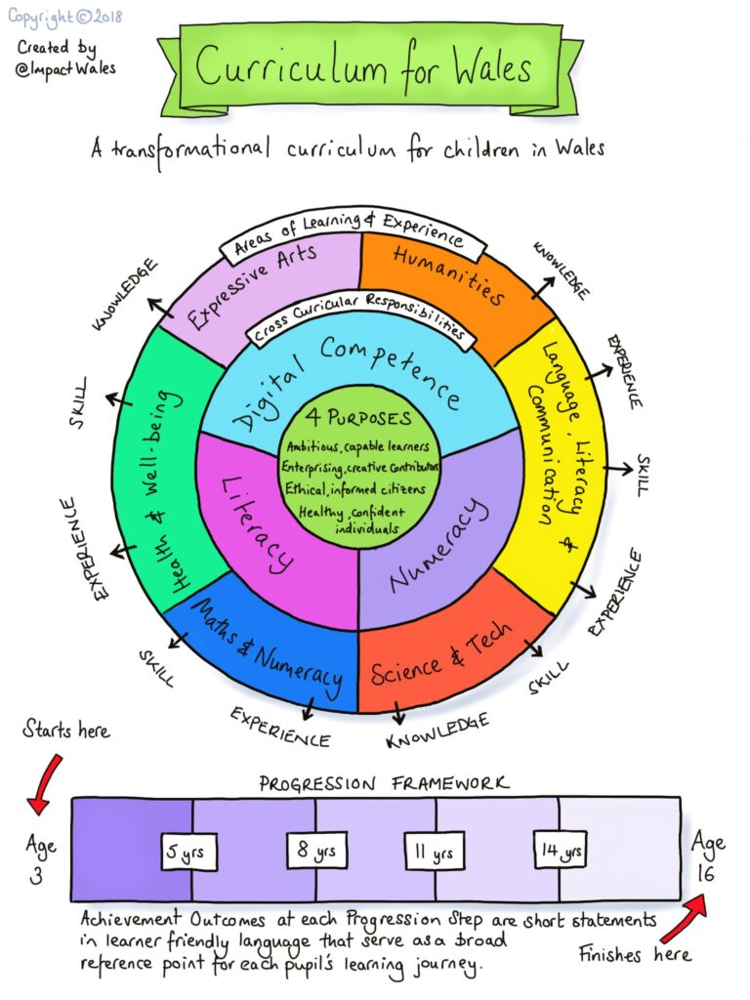 Copyright©2018
Created by
@ImpactWales
Curriculum for Wales
A transformational curriculum for children in Wales
Areas of Learning & Experience
Expressive Arts
Humanities
Cross Curricular Responsibilities
Digital Competence
Language, Literacy &
Communication
Health & Well-being
4 PURPOSES
Ambitious, capable learners
Enterprising, creative contributors
Ethical, informed citizens
Healthy, confident
individuals
Literacy
Numeracy
Maths & Numeracy
Science & Tech
KNOWLEDGE
KNOWLEDGE
EXPERIENCE
SKILL
SKILL
EXPERIENCE
EXPERIENCE
SKILL
SKILL
EXPERIENCE
KNOWLEDGE
Starts here
PROGRESSION FRAMEWORK
Age
3
5 yrs
8 yrs
11 yrs
14 yrs
Age
16
Achievement Outcomes at each Progression Step are short statements
in learner friendly language that serve as a broad
reference point for each pupil's learning journey.
Finishes here